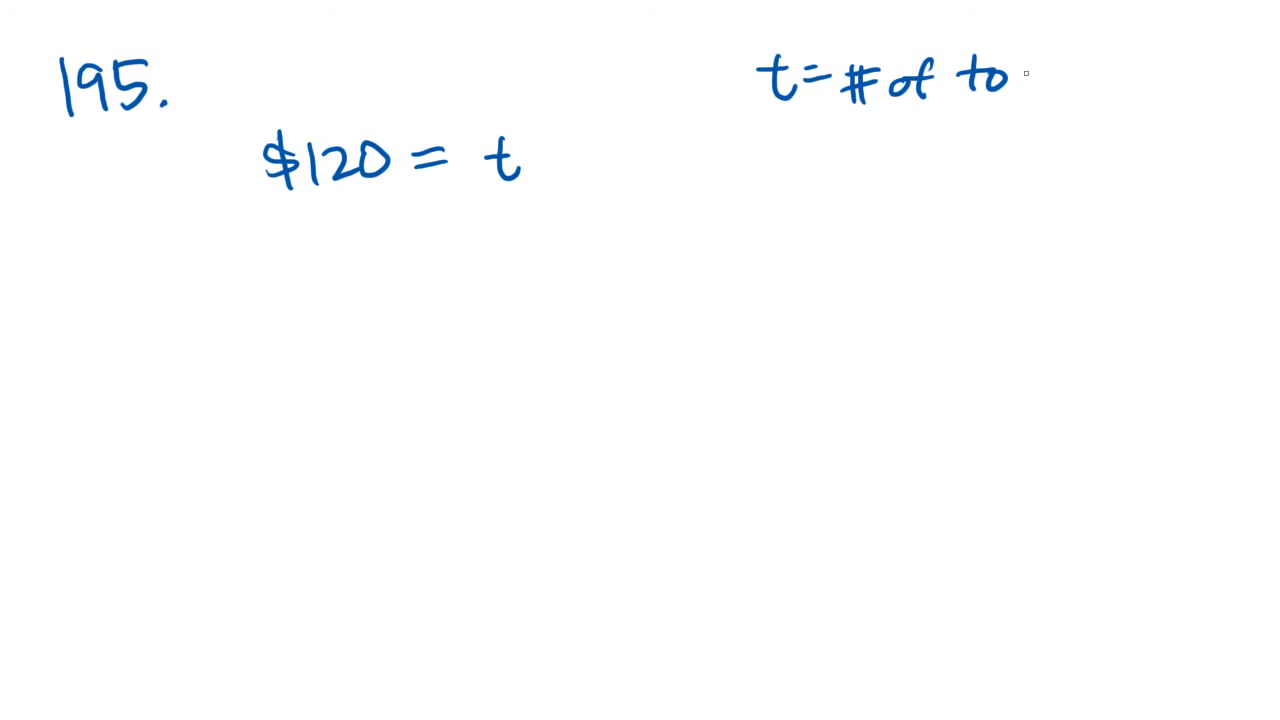 195.
t = # of to
$120 = t